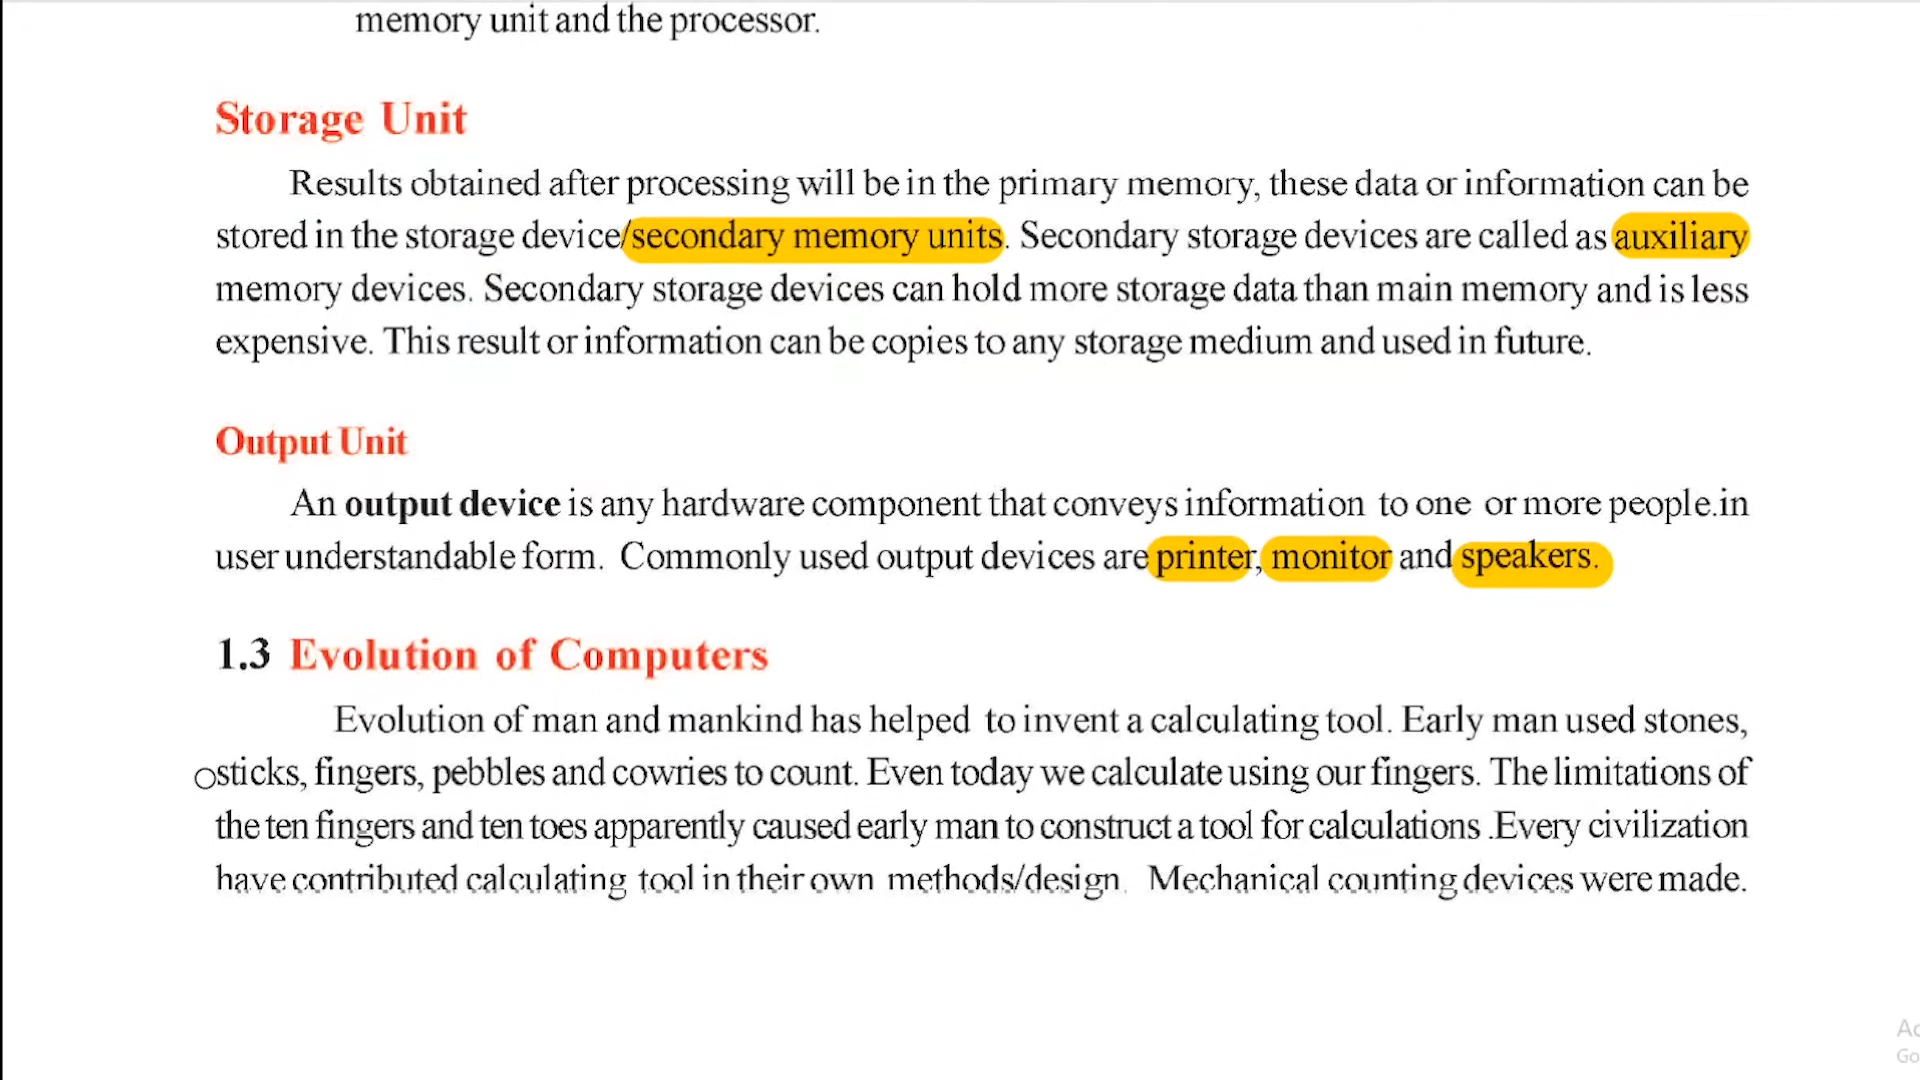 memory unit and the processor.
Storage Unit
Results obtained after processing will be in the primary memory, these data or information can be
stored in the storage device/secondary memory units. Secondary storage devices are called as auxiliary
memory devices. Secondary storage devices can hold more storage data than main memory and is less
expensive. This result or information can be copies to any storage medium and used in future.
Output Unit
An output device is any hardware component that conveys information to one or more people.in
user understandable form. Commonly used output devices are printer, monitor and speakers.
1.3 Evolution of Computers
Evolution of man and mankind has helped to invent a calculating tool. Early man used stones,
sticks, fingers, pebbles and cowries to count. Even today we calculate using our fingers. The limitations of
the ten fingers and ten toes apparently caused early man to construct a tool for calculations .Every civilization
have contributed calculating tool in their own methods/design. Mechanical counting devices were made.